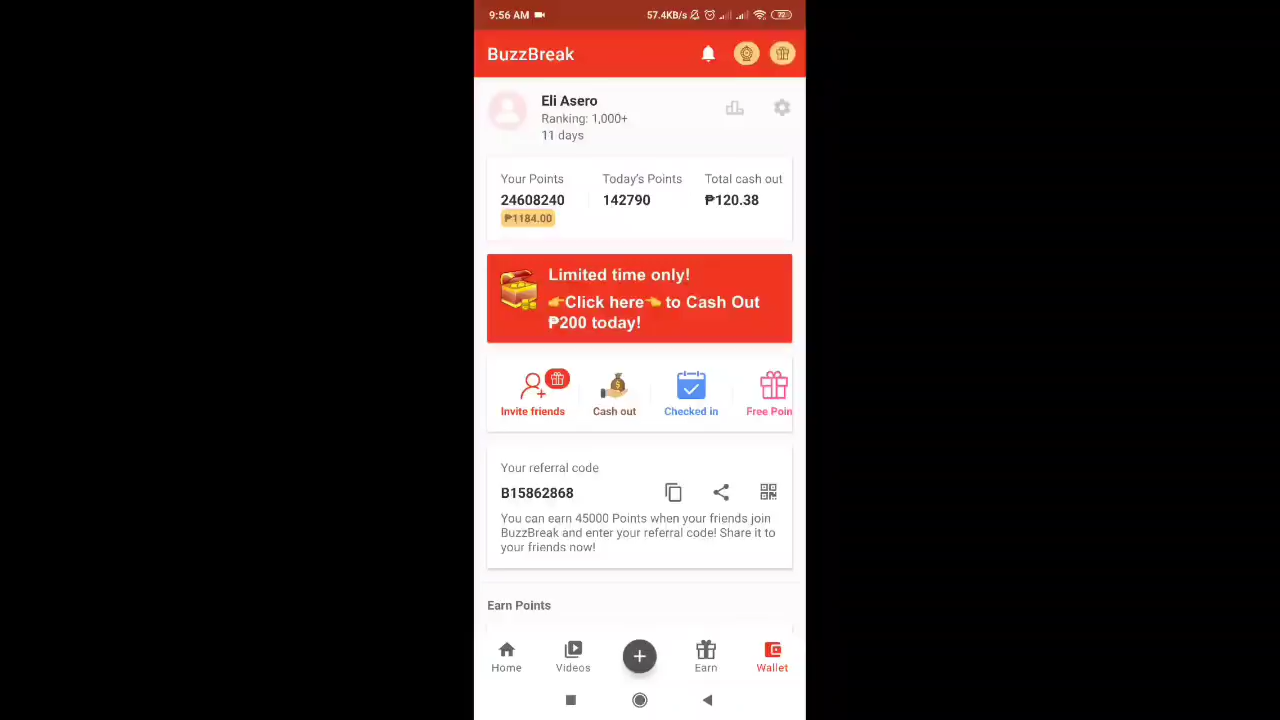 9:56 AM 57.4KB/s
BuzzBreak
Eli Asero
Ranking: 1,000+
11 days
Your Points Today's Points Total cash out
24608240 142790 ₱120.38
₱1184.00
Limited time only!
👉Click here👈 to Cash Out
₱200 today!
Invite friends Cash out Checked in Free Poin
Your referral code
B15862868
You can earn 45000 Points when your friends join
BuzzBreak and enter your referral code! Share it to
your friends now!
Earn Points
Home Videos Earn Wallet